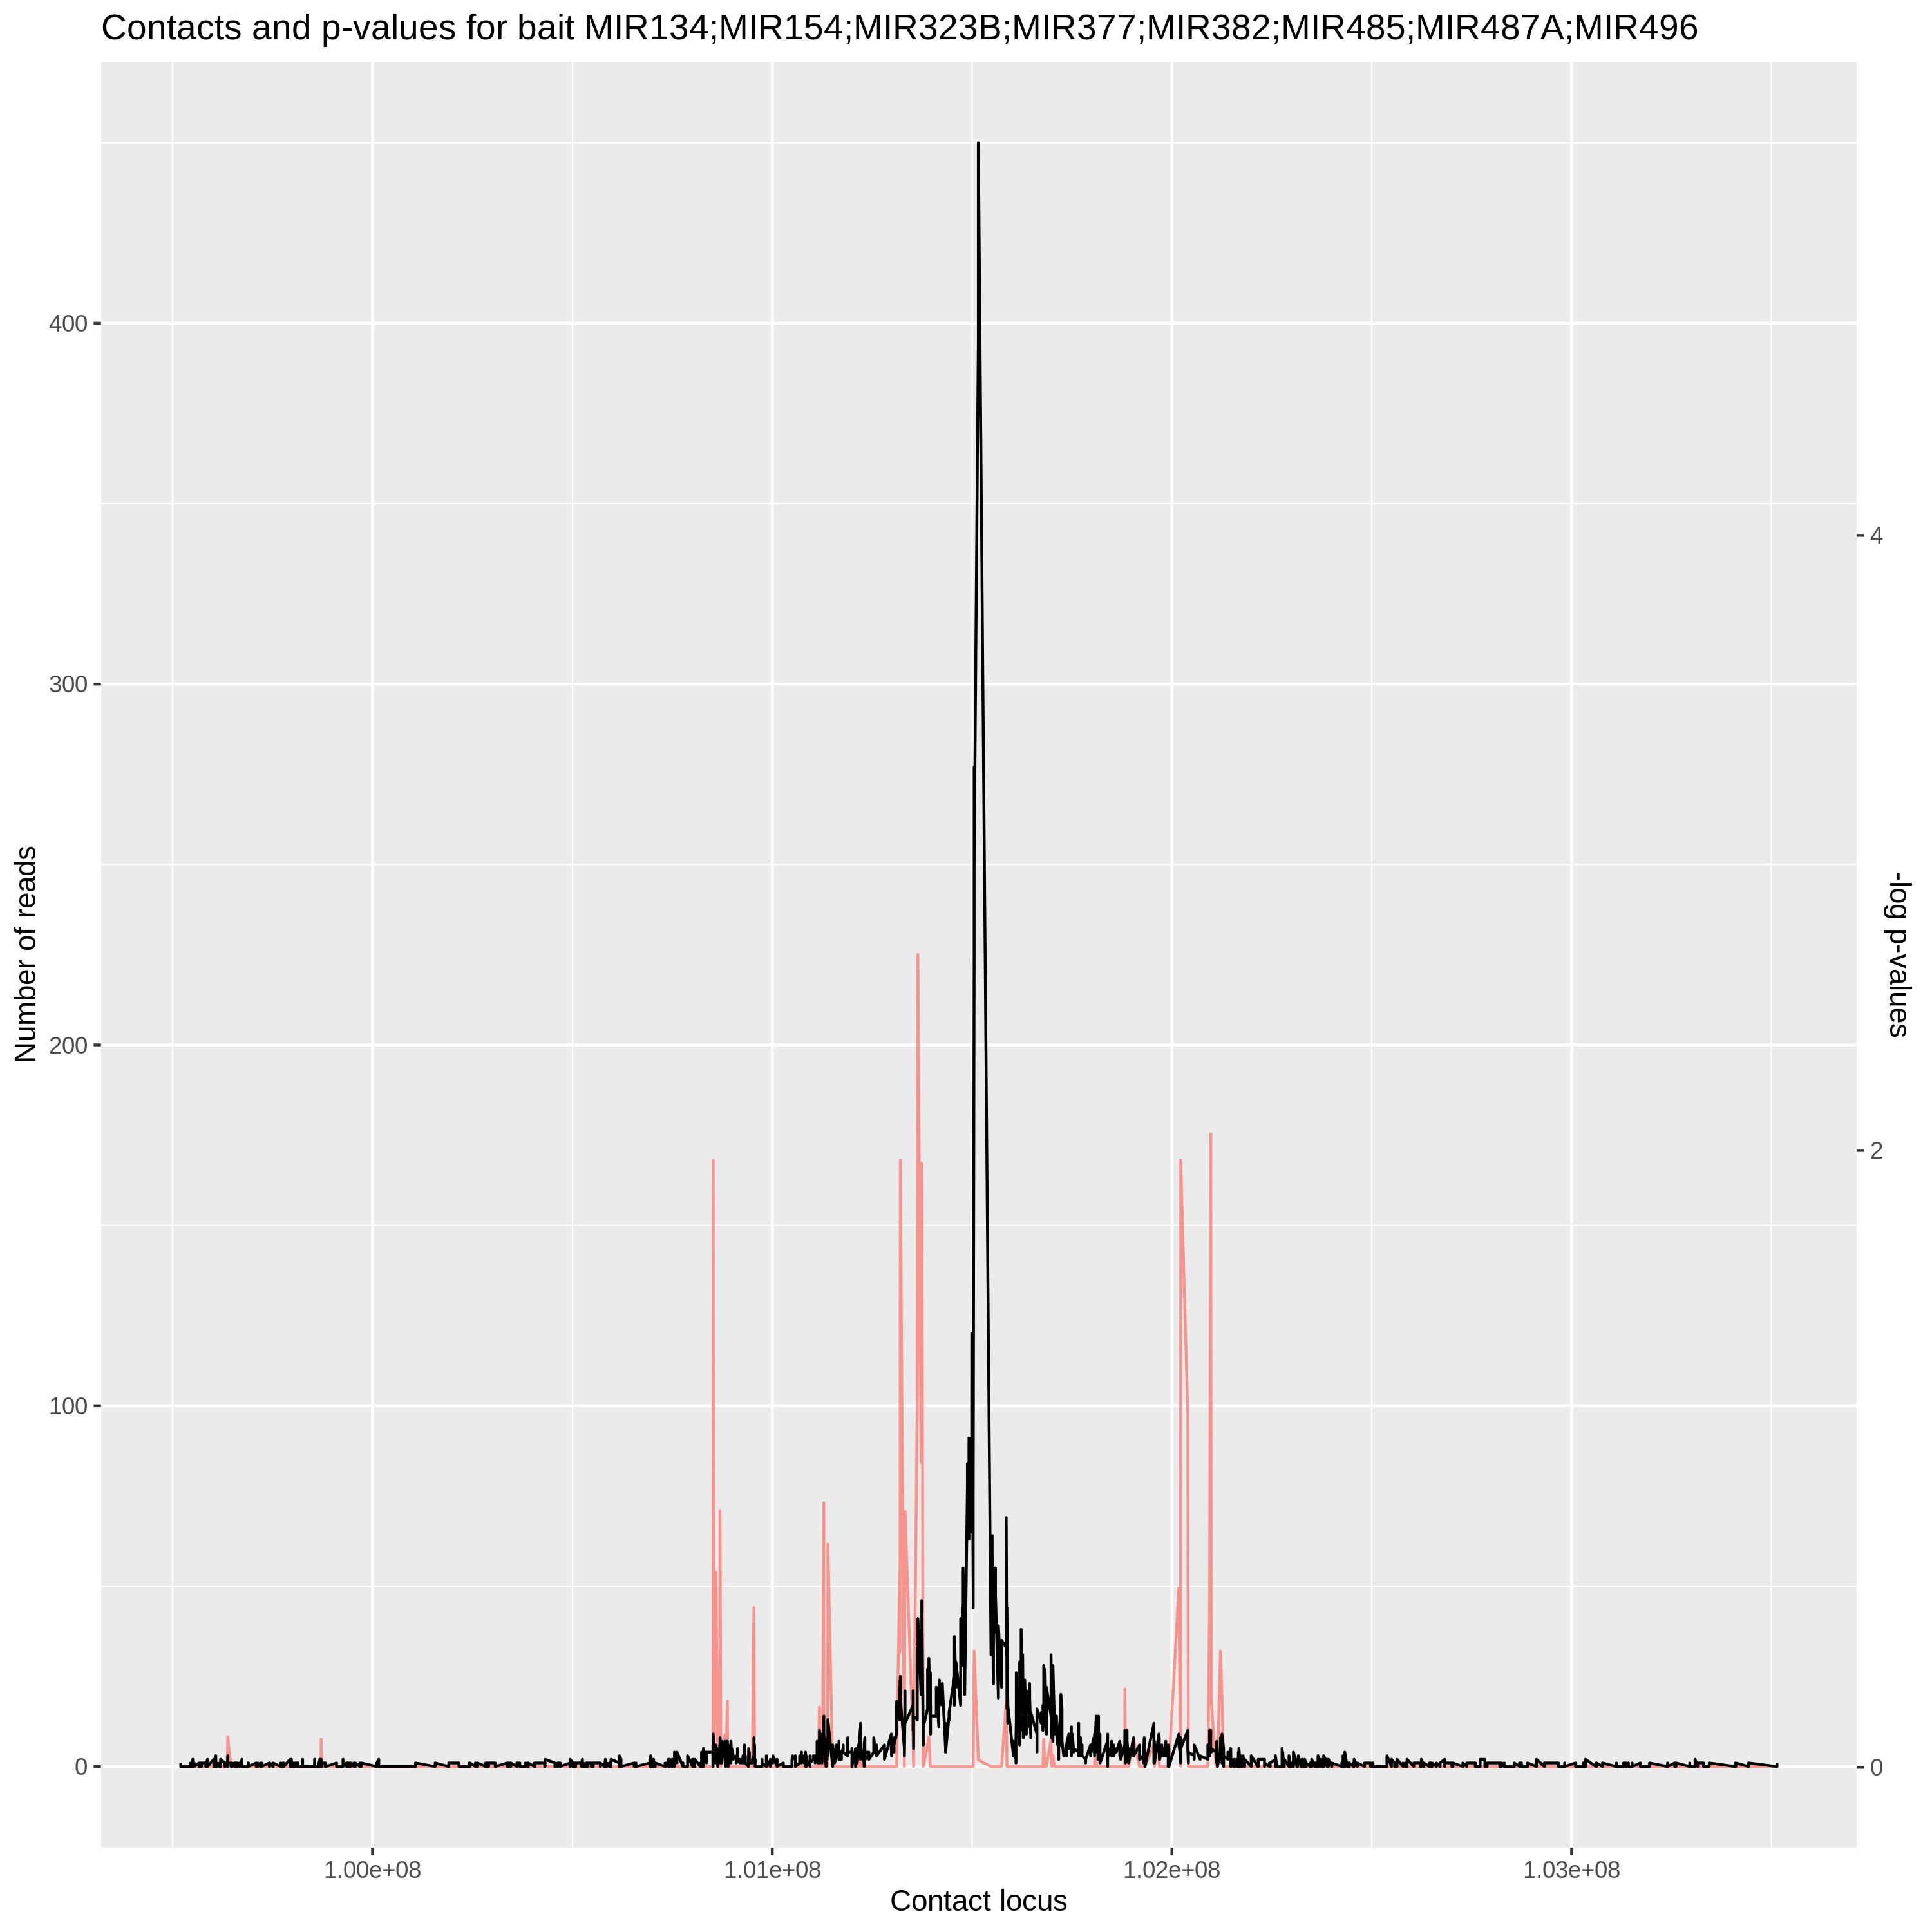 Contacts and p-values for bait MIR134;MIR154;MIR323B;MIR377;MIR382;MIR485;MIR487A;MIR496
400
300
200
100
0
Number of reads
4
2
0
-log p-values
1.00e+08
1.01e+08
1.02e+08
1.03e+08
Contact locus